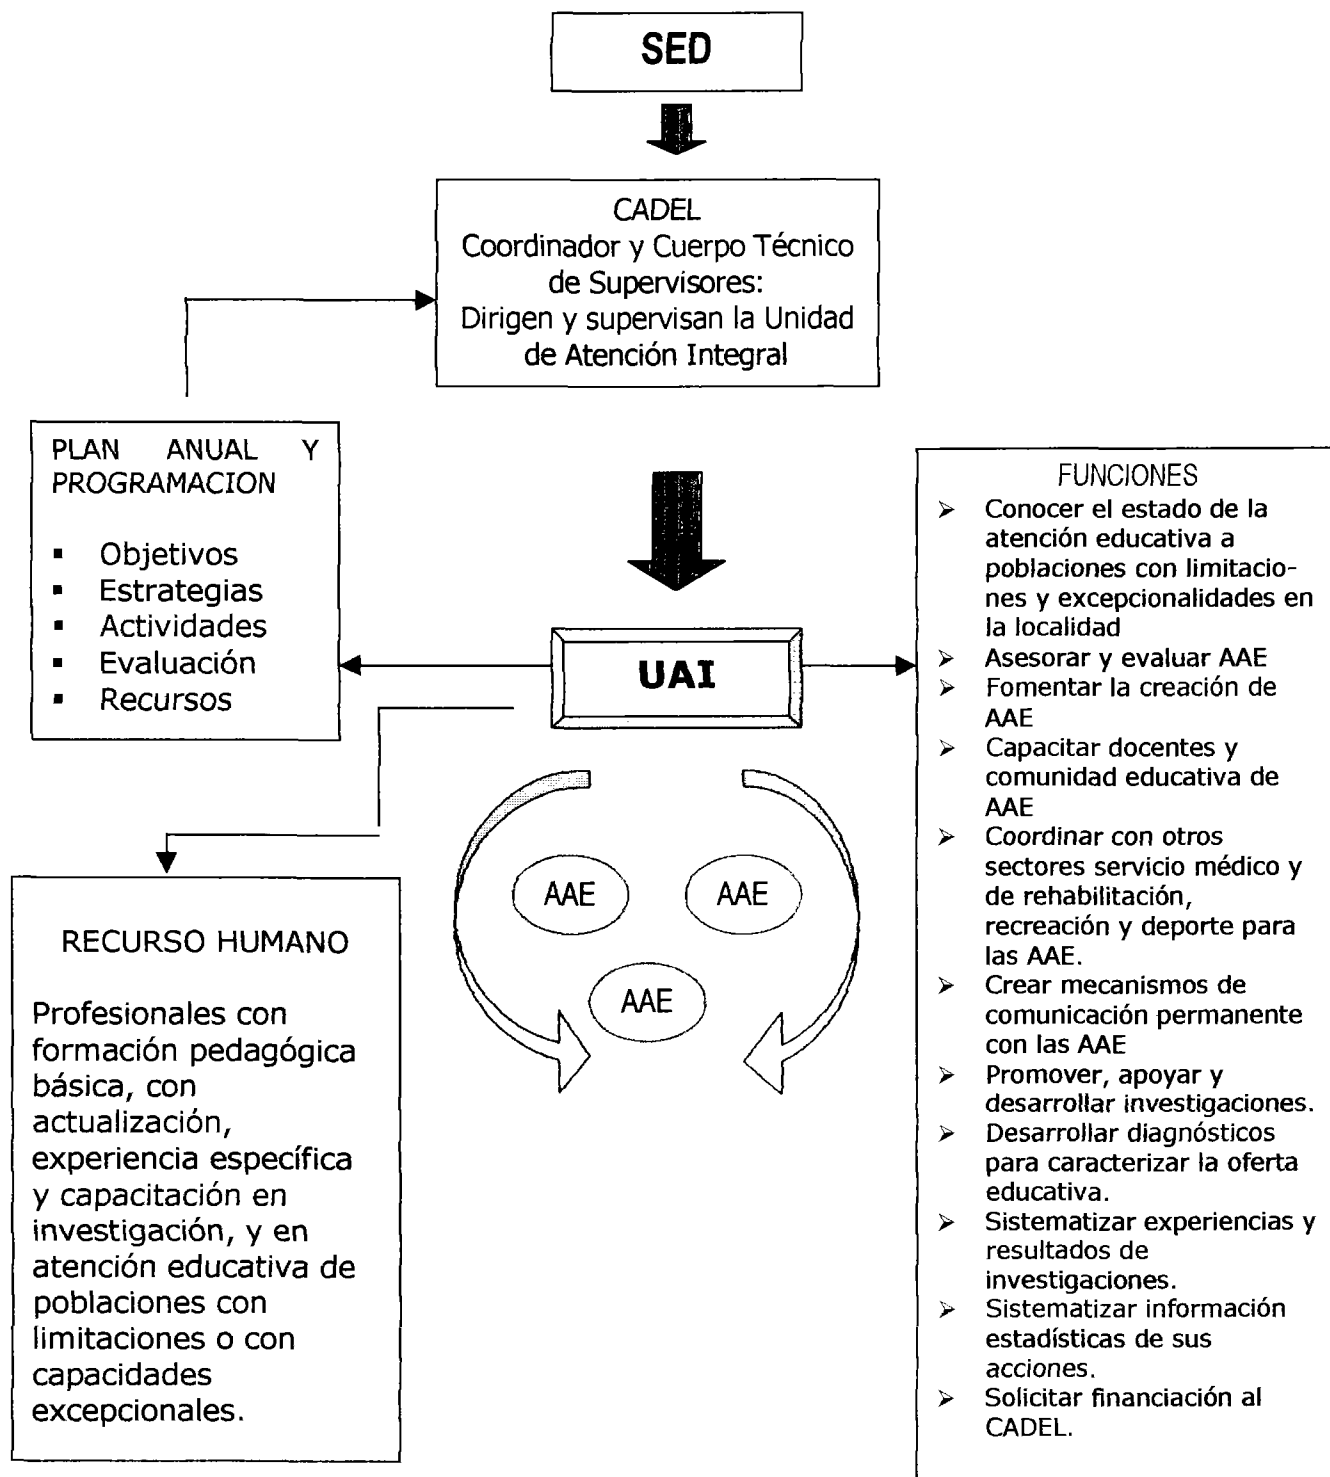 SED
CADEL
Coordinador y Cuerpo Técnico
de Supervisores:
Dirigen y supervisan la Unidad
de Atención Integral
PLAN ANUAL Y
PROGRAMACION
▪ Objetivos
▪ Estrategias
▪ Actividades
▪ Evaluación
▪ Recursos
UAI
AAE
AAE
AAE
RECURSO HUMANO
Profesionales con
formación pedagógica
básica, con
actualización,
experiencia específica
y capacitación en
investigación, y en
atención educativa de
poblaciones con
limitaciones o con
capacidades
excepcionales.
FUNCIONES
➢ Conocer el estado de la
atención educativa a
poblaciones con limitacio-
nes y excepcionalidades en
la localidad
➢ Asesorar y evaluar AAE
➢ Fomentar la creación de
AAE
➢ Capacitar docentes y
comunidad educativa de
AAE
➢ Coordinar con otros
sectores servicio médico y
de rehabilitación,
recreación y deporte para
las AAE.
➢ Crear mecanismos de
comunicación permanente
con las AAE
➢ Promover, apoyar y
desarrollar investigaciones.
➢ Desarrollar diagnósticos
para caracterizar la oferta
educativa.
➢ Sistematizar experiencias y
resultados de
investigaciones.
➢ Sistematizar información
estadísticas de sus
acciones.
➢ Solicitar financiación al
CADEL.